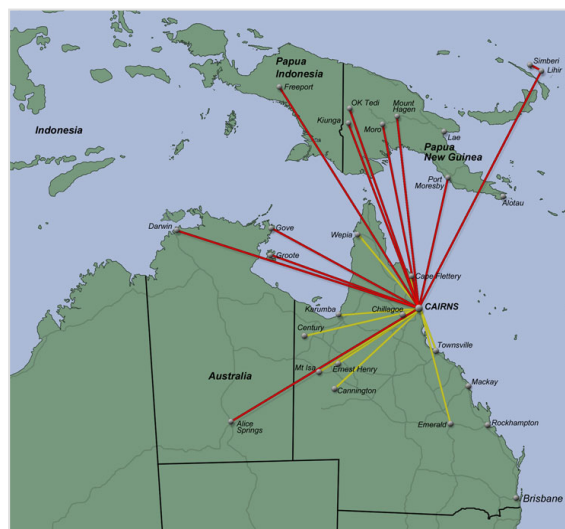 Simberi
Lihir
Papua
Indonesia
Freeport
OK Tedi
Mount
Hagen
Kiunga
Moro
Lae
Indonesia
Papua
New Guinea
Port
Moresby
Alotau
Darwin
Gove
Wepia
Groote
Cape Flettery
Karumba
Chillagoe
CAIRNS
Century
Townsville
Mt Isa
Ernest Henry
Australia
Cannington
Mackay
Alice
Springs
Emerald
Rockhampton
Brisbane